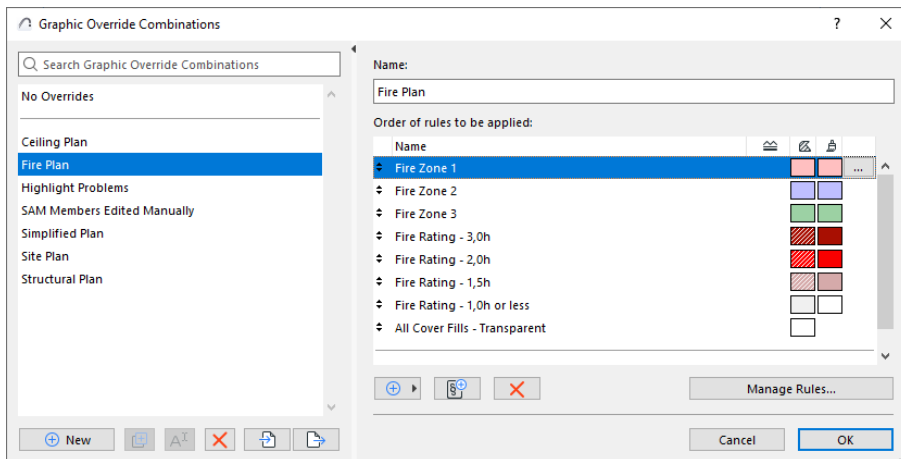 Graphic Override Combinations
?
Search Graphic Override Combinations
No Overrides
Ceiling Plan
Fire Plan
Highlight Problems
SAM Members Edited Manually
Simplified Plan
Site Plan
Structural Plan
New
Name:
Fire Plan
Order of rules to be applied:
Name
Fire Zone 1
...
Fire Zone 2
Fire Zone 3
Fire Rating - 3,0h
Fire Rating - 2,0h
Fire Rating - 1,5h
Fire Rating - 1,0h or less
All Cover Fills - Transparent
Manage Rules...
Cancel
OK